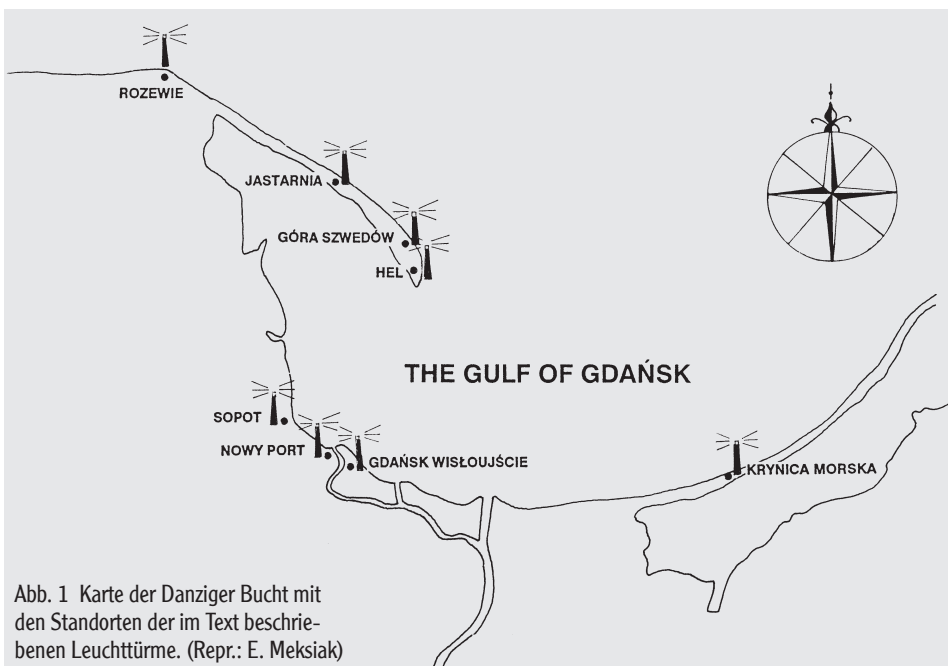 ROZEWIE
JASTARNIA
GÓRA SZWEDÓW
HEL
THE GULF OF GDAŃSK
SOPOT
NOWY PORT
GDAŃSK WISŁOUJŚCIE
KRYNICA MORSKA
Abb. 1 Karte der Danziger Bucht mit
den Standorten der im Text beschrie-
benen Leuchttürme. (Repr.: E. Meksiak)